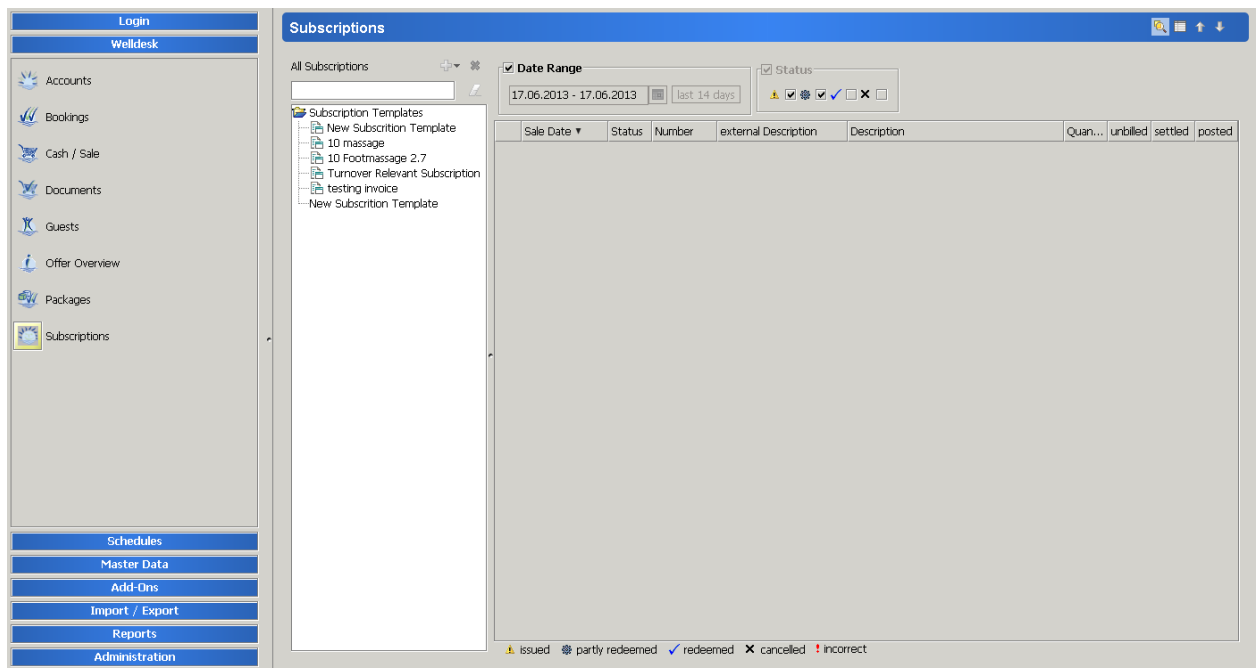 Login
Welldesk
Accounts
Bookings
Cash / Sale
Documents
Guests
Offer Overview
Packages
Subscriptions
Schedules
Master Data
Add-Ons
Import / Export
Reports
Administration
Subscriptions
All Subscriptions
Subscription Templates
New Subscrition Template
10 massage
10 Footmassage 2.7
Turnover Relevant Subscription
testing invoice
New Subscrition Template
Date Range
17.06.2013 - 17.06.2013 last 14 days
Status
Sale Date Status Number external Description Description Quan... unbilled settled posted
issued partly redeemed redeemed cancelled incorrect